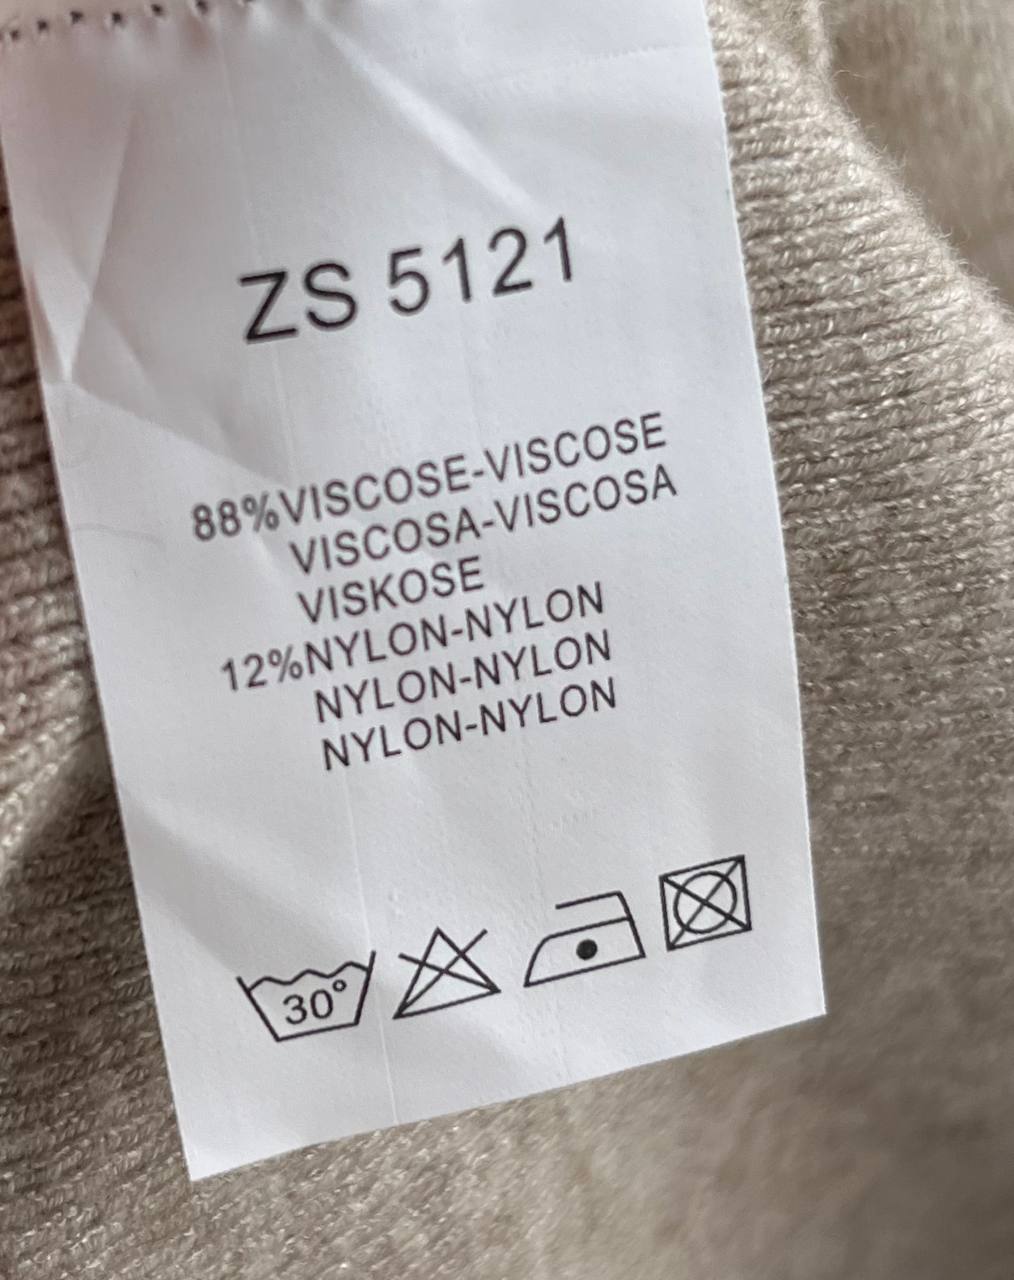 ZS 5121
88%VISCOSE-VISCOSE
VISCOSA-VISCOSA
VISKOSE
12%NYLON-NYLON
NYLON-NYLON
NYLON-NYLON
30°